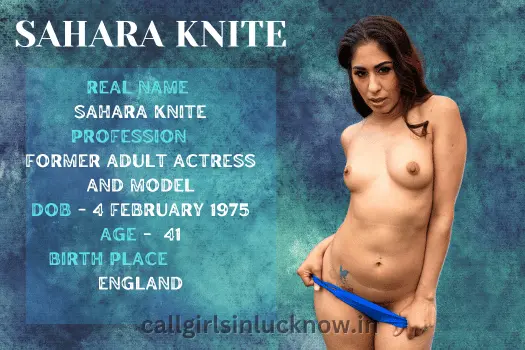 SAHARA KNITE
REAL NAME
SAHARA KNITE
PROFESSION
FORMER ADULT ACTRESS
AND MODEL
DOB - 4 FEBRUARY 1975
AGE - 41
BIRTH PLACE
ENGLAND
callgirlsinlucknow.in